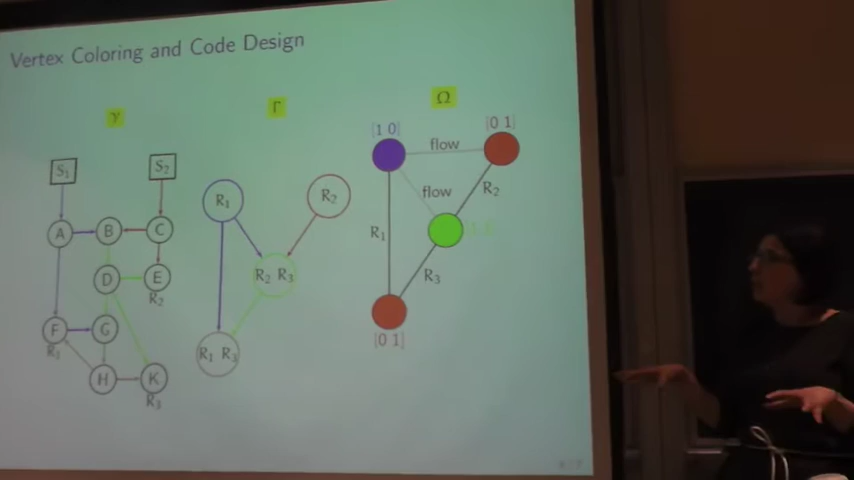 Vertex Coloring and Code Design
γ
Γ
Ω
S₁
S₂
A
B
C
D
E
R₂
F
G
H
K
R₃
R₁
R₂
R₂ R₃
R₁ R₃
[1 0]
[0 1]
flow
flow
R₁
R₂
R₃
[0 1]